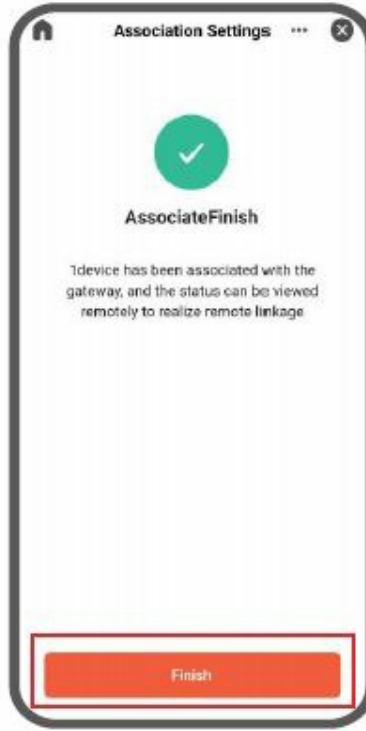 Association Settings ...
AssociateFinish
1device has been associated with the
gateway, and the status can be viewed
remotely to realize remote linkage
Finish